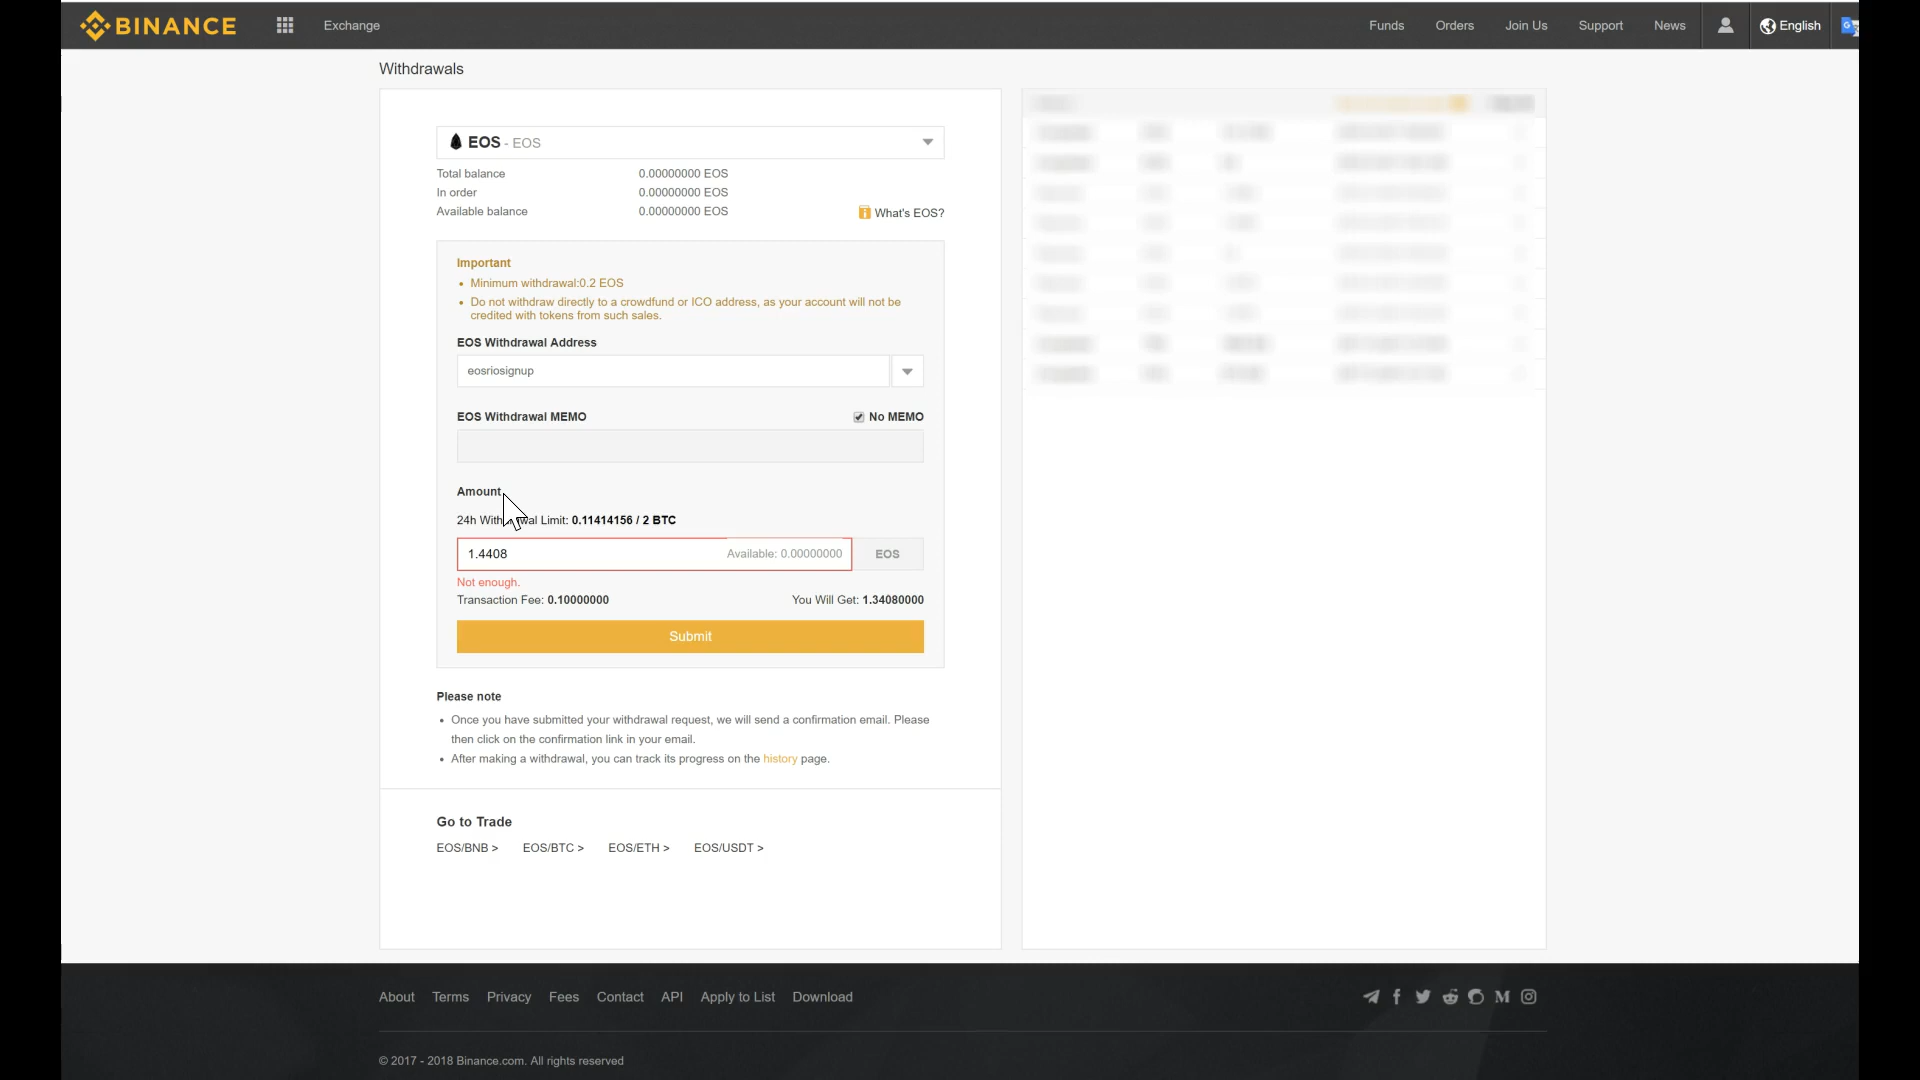 BINANCE Exchange Funds Orders Join Us Support News English
Withdrawals
EOS - EOS
Total balance 0.00000000 EOS
In order 0.00000000 EOS
Available balance 0.00000000 EOS
What's EOS?
Important
• Minimum withdrawal:0.2 EOS
• Do not withdraw directly to a crowdfund or ICO address, as your account will not be
credited with tokens from such sales.
EOS Withdrawal Address
eosriosignup
EOS Withdrawal MEMO No MEMO
Amount
24h Withdrawal Limit: 0.11414156 / 2 BTC
1.4408 Available: 0.00000000 EOS
Not enough.
Transaction Fee: 0.10000000 You Will Get: 1.34080000
Submit
Please note
• Once you have submitted your withdrawal request, we will send a confirmation email. Please
then click on the confirmation link in your email.
• After making a withdrawal, you can track its progress on the history page.
Go to Trade
EOS/BNB > EOS/BTC > EOS/ETH > EOS/USDT >
About Terms Privacy Fees Contact API Apply to List Download
© 2017 - 2018 Binance.com. All rights reserved